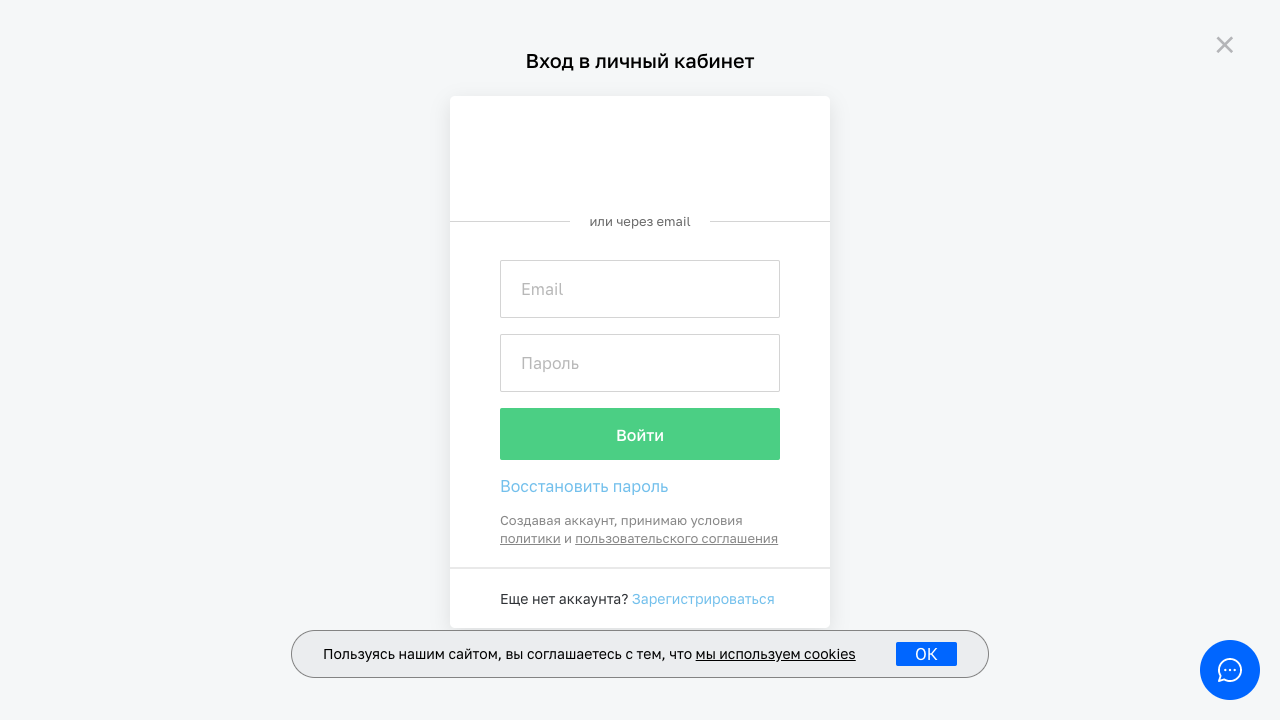 Вход в личный кабинет
или через email
Email
Пароль
Войти
Восстановить пароль
Создавая аккаунт, принимаю условия
политики и пользовательского соглашения
Еще нет аккаунта? Зарегистрироваться
Пользуясь нашим сайтом, вы соглашаетесь с тем, что мы используем cookies
OK